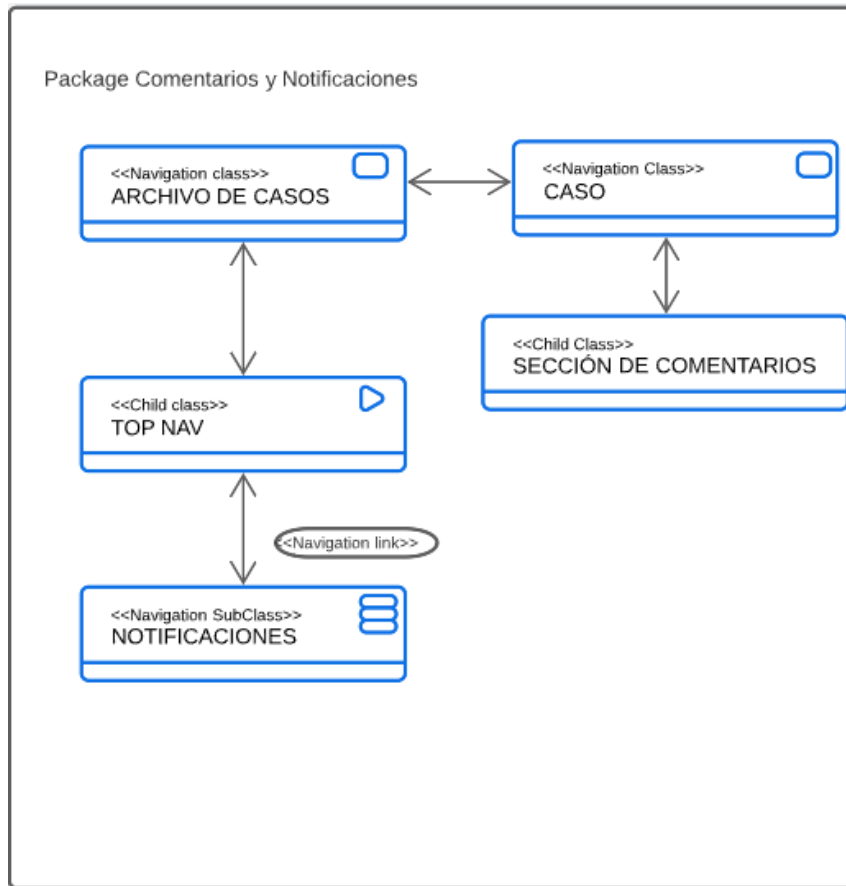 Package Comentarios y Notificaciones
<<Navigation class>>
ARCHIVO DE CASOS
<<Navigation Class>>
CASO
<<Child Class>>
SECCIÓN DE COMENTARIOS
<<Child class>>
TOP NAV
<<Navigation link>>
<<Navigation SubClass>>
NOTIFICACIONES